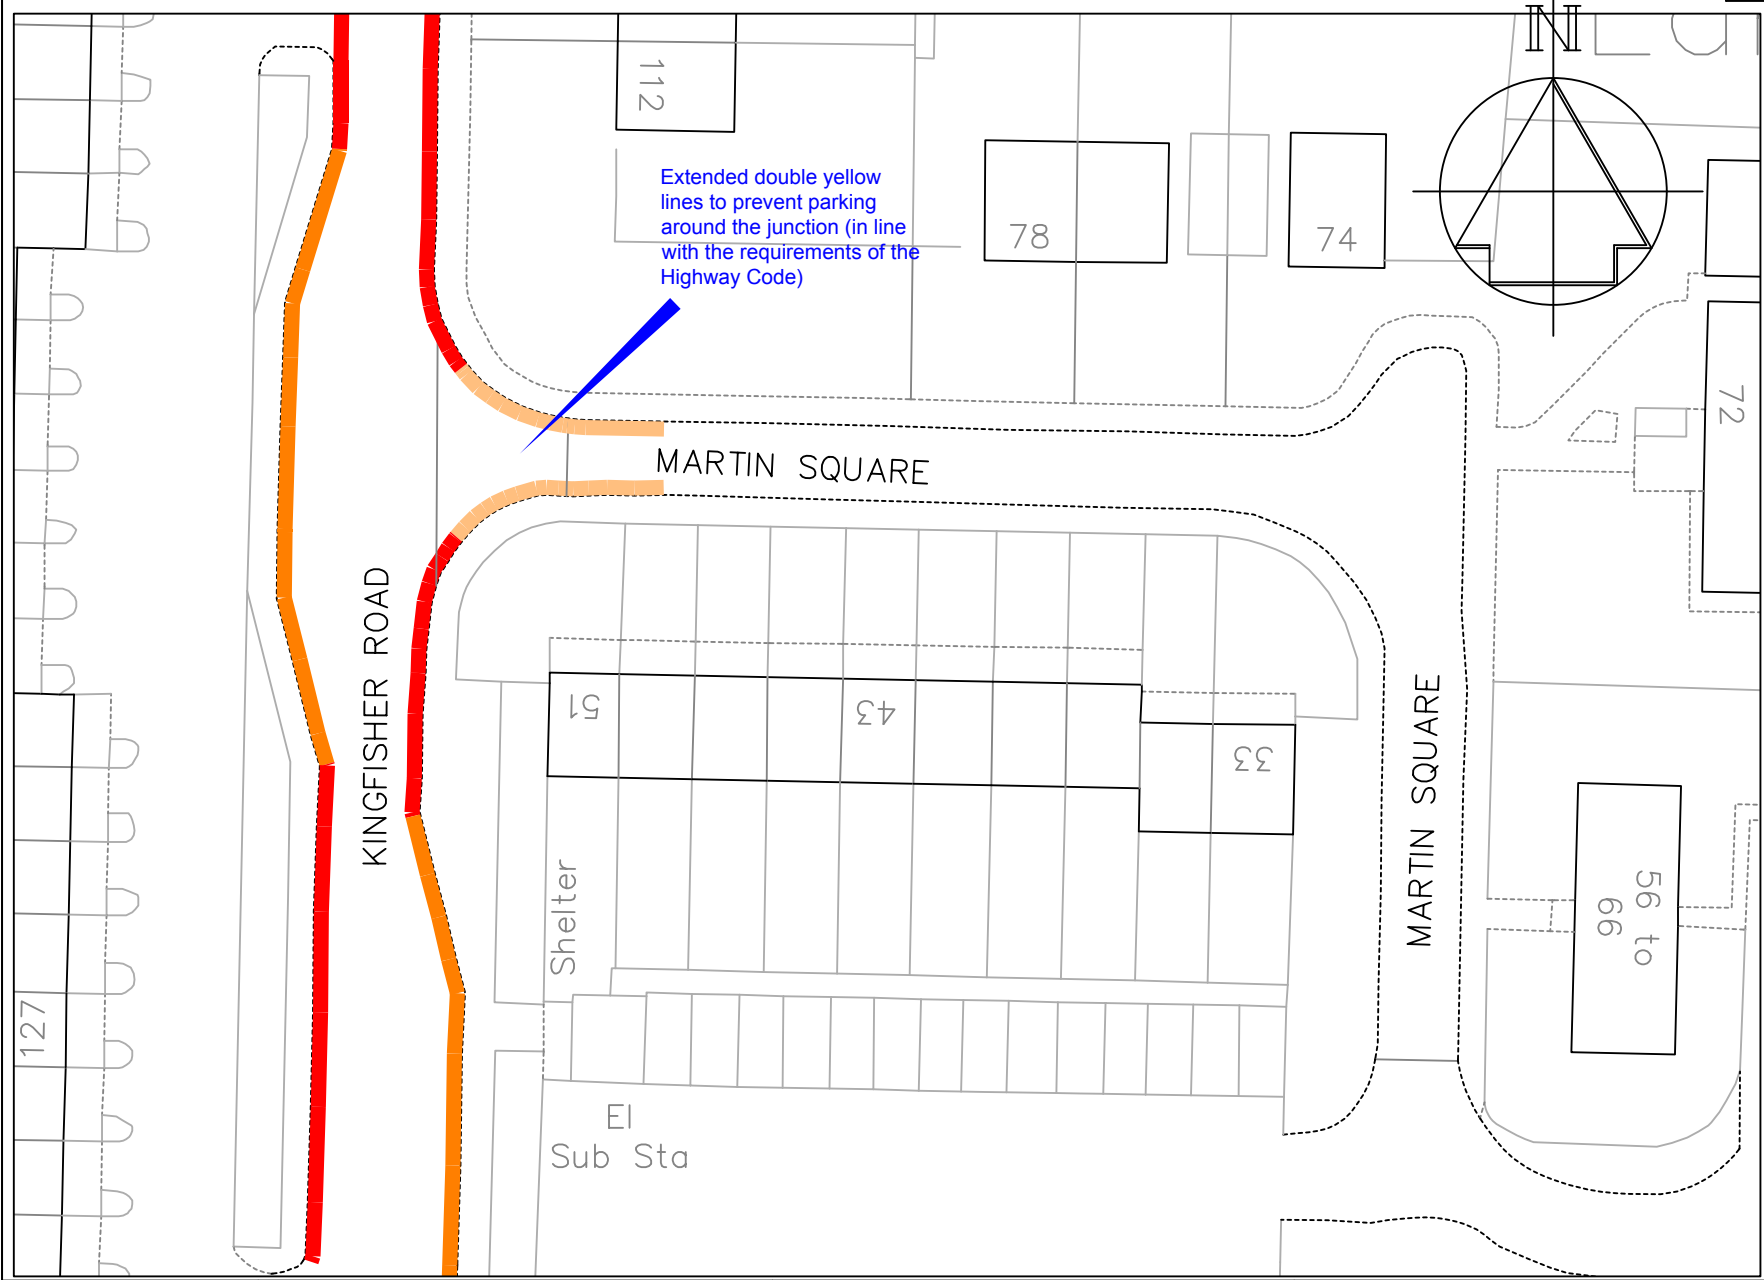 N
112
Extended double yellow
lines to prevent parking
around the junction (in line
with the requirements of the
Highway Code)
78
74
72
MARTIN SQUARE
KINGFISHER ROAD
51
43
33
MARTIN SQUARE
56 to
66
Shelter
127
El
Sub Sta